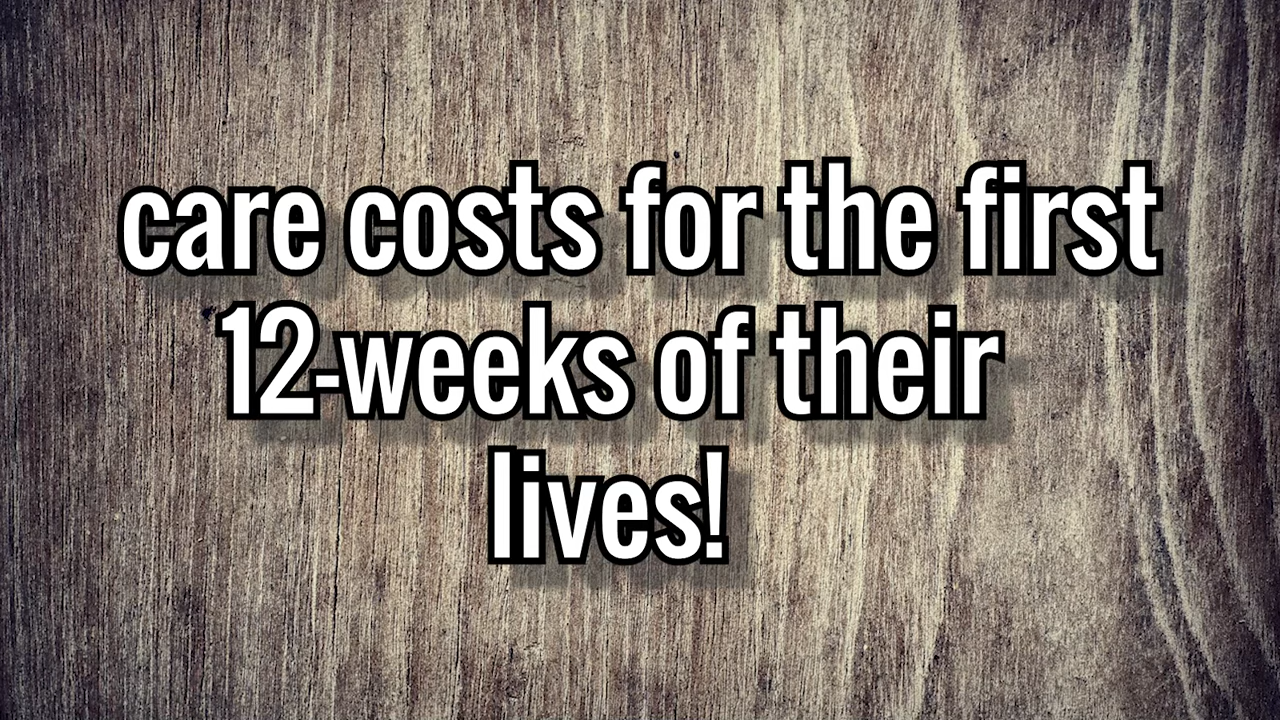 care costs for the first
12-weeks of their
lives!